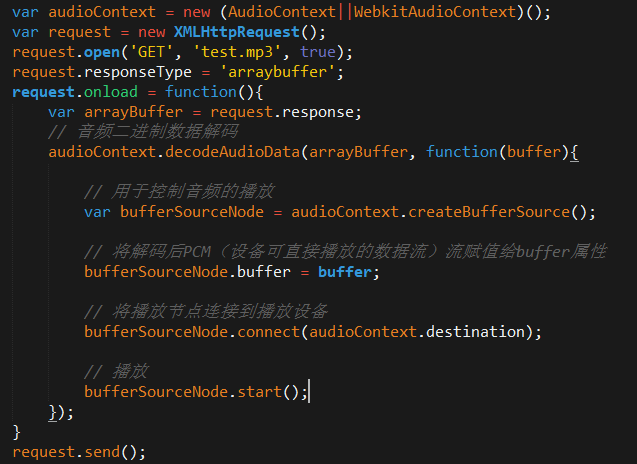 var audioContext = new (AudioContext||WebkitAudioContext)();
var request = new XMLHttpRequest();
request.open('GET', 'test.mp3', true);
request.responseType = 'arraybuffer';
request.onload = function(){
    var arrayBuffer = request.response;
    // 音频二进制数据解码
    audioContext.decodeAudioData(arrayBuffer, function(buffer){
        // 用于控制音频的播放
        var bufferSourceNode = audioContext.createBufferSource();
        // 将解码后PCM（设备可直接播放的数据流）流赋值给buffer属性
        bufferSourceNode.buffer = buffer;
        // 将播放节点连接到播放设备
        bufferSourceNode.connect(audioContext.destination);
        // 播放
        bufferSourceNode.start();
    });
}
request.send();